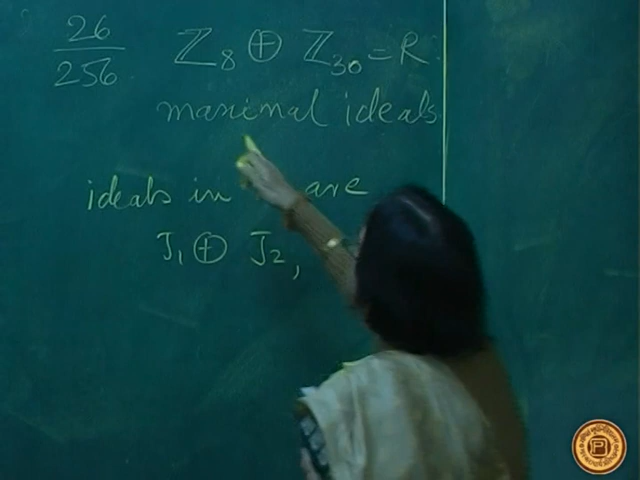 26/256 Z₈ ⊕ Z₃₀ = R :
maximal ideals
ideals in are
J₁ ⊕ J₂,